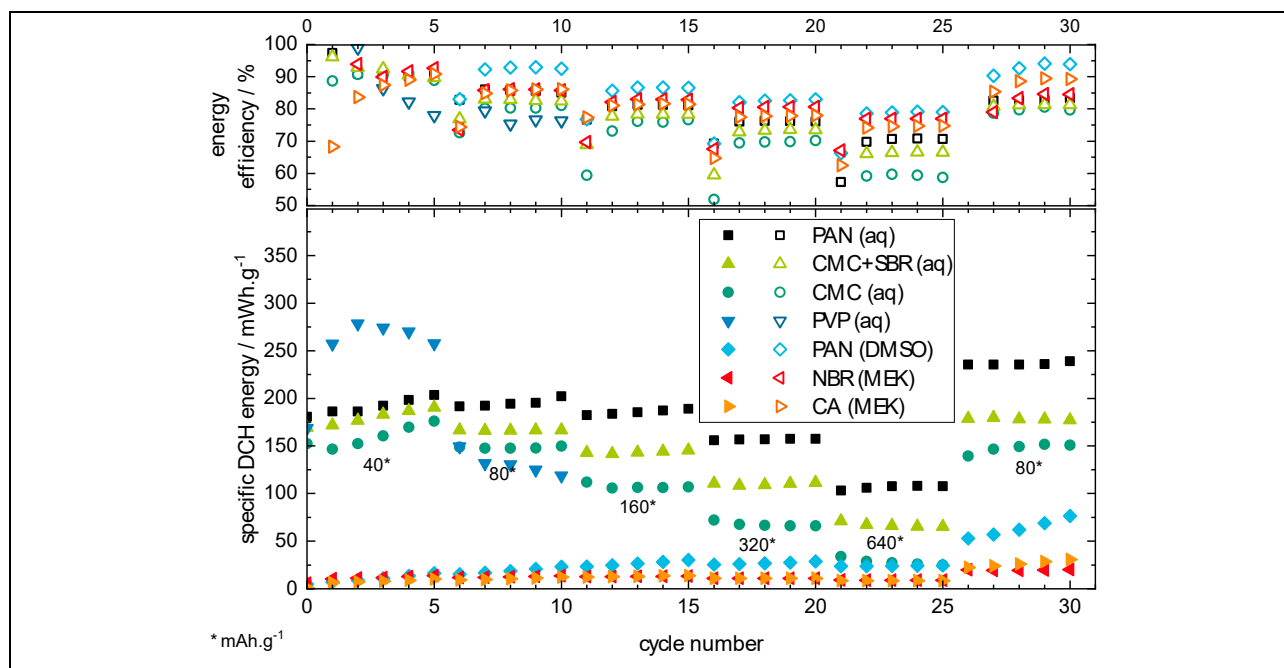 0 5 10 15 20 25 30
100
90
80
70
60
50
energy
efficiency / %
350
300
250
200
150
100
50
0
specific DCH energy / mWh.g⁻¹
PAN (aq)
CMC+SBR (aq)
CMC (aq)
PVP (aq)
PAN (DMSO)
NBR (MEK)
CA (MEK)
40*
80*
160*
320*
640*
80*
0 5 10 15 20 25 30
cycle number
* mAh.g⁻¹